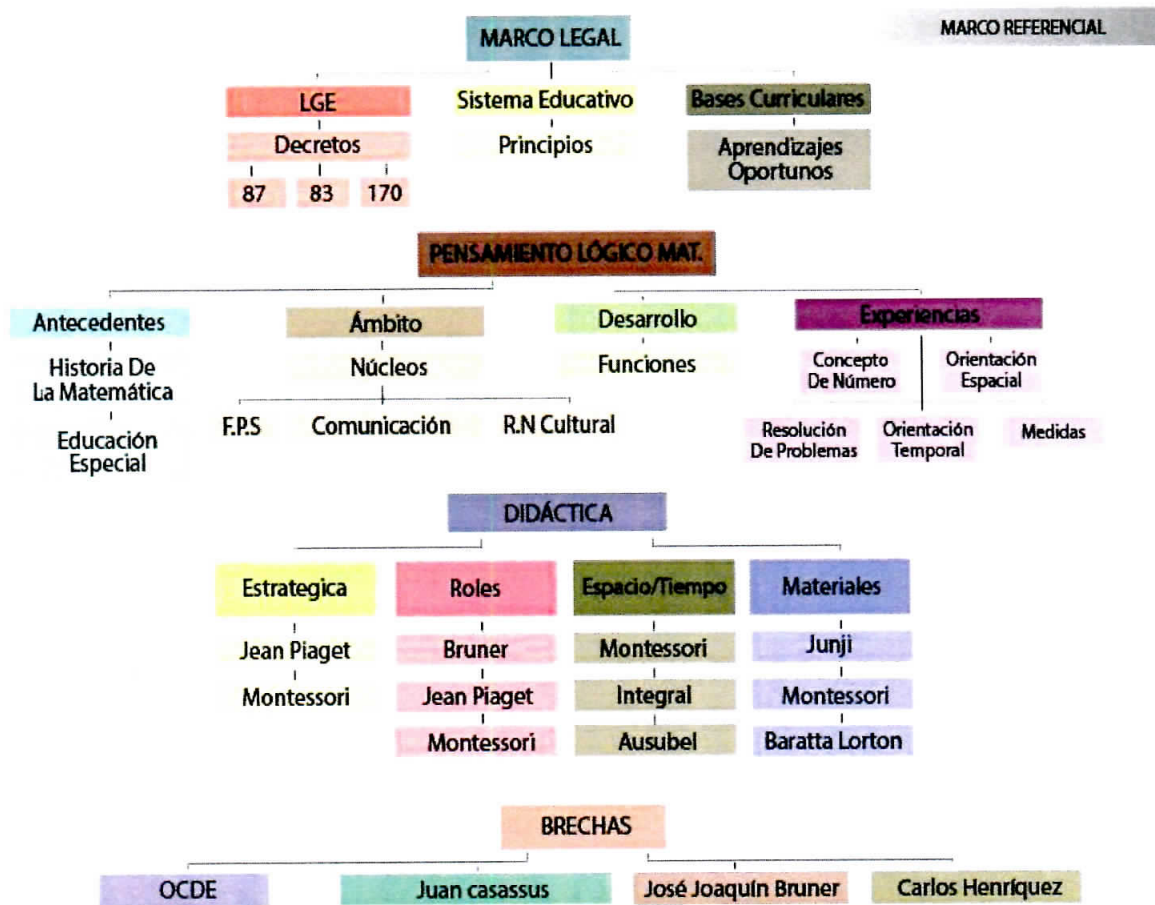 MARCO REFERENCIAL
MARCO LEGAL
LGE
Sistema Educativo
Bases Curriculares
Decretos
Principios
Aprendizajes
Oportunos
87
83
170
PENSAMIENTO LÓGICO MAT.
Antecedentes
Ámbito
Desarrollo
Experiencias
Historia De
La Matemática
Núcleos
Funciones
Concepto
De Número
Orientación
Espacial
Educación
Especial
F.P.S
Comunicación
R.N Cultural
Resolución
De Problemas
Orientación
Temporal
Medidas
DIDÁCTICA
Estrategica
Roles
Espacio/Tiempo
Materiales
Jean Piaget
Bruner
Montessori
Junji
Montessori
Jean Piaget
Integral
Montessori
Montessori
Ausubel
Baratta Lorton
BRECHAS
OCDE
Juan casassus
José Joaquín Bruner
Carlos Henríquez